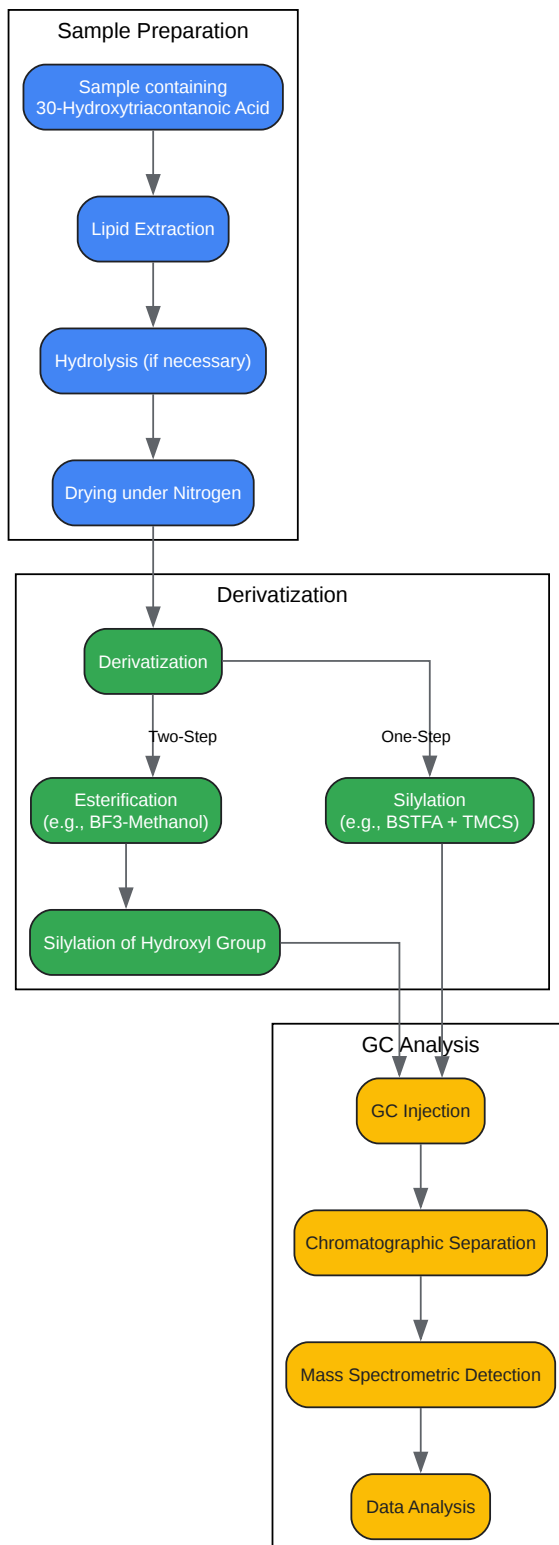 Sample Preparation
Sample containing
30-Hydroxytriacontanoic Acid
Lipid Extraction
Hydrolysis (if necessary)
Drying under Nitrogen
Derivatization
Derivatization
Two-Step
One-Step
Esterification
(e.g., BF3-Methanol)
Silylation
(e.g., BSTFA + TMCS)
Silylation of Hydroxyl Group
GC Analysis
GC Injection
Chromatographic Separation
Mass Spectrometric Detection
Data Analysis